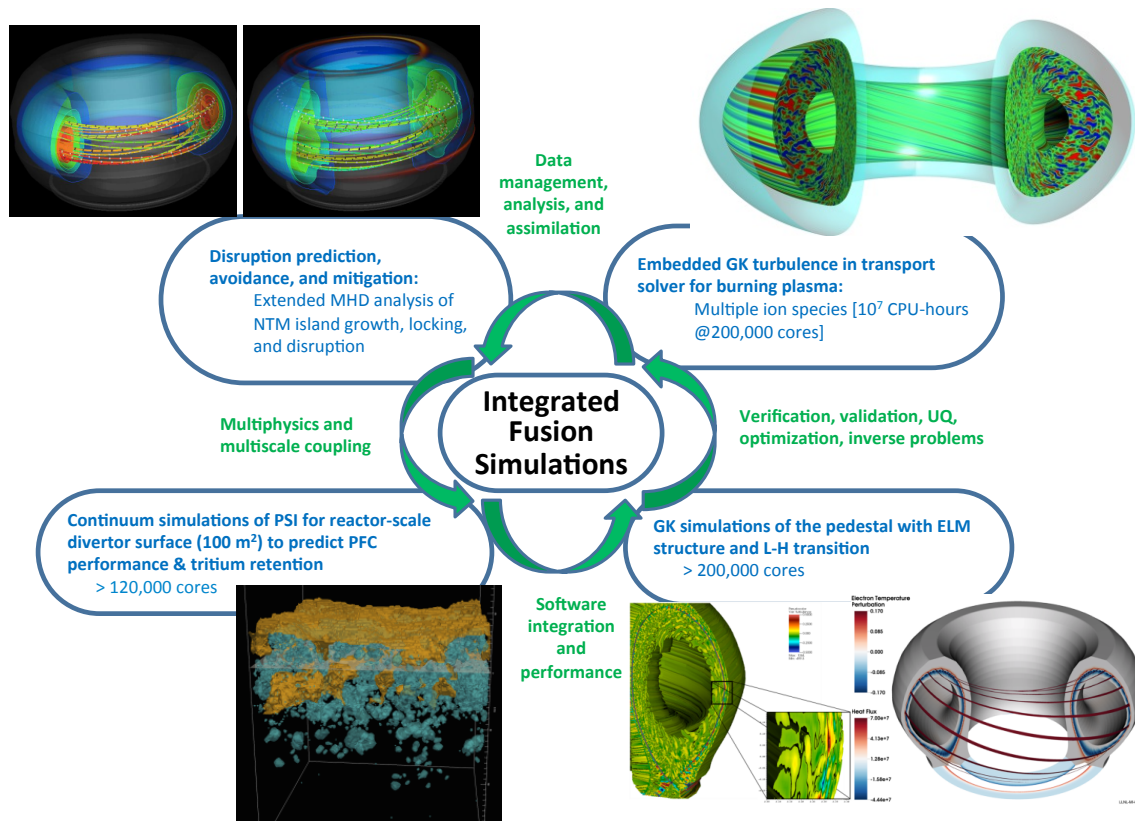 Data
management,
analysis, and
assimilation
Disruption prediction,
avoidance, and mitigation:
Extended MHD analysis of
NTM island growth, locking,
and disruption
Embedded GK turbulence in transport
solver for burning plasma:
Multiple ion species [10⁷ CPU-hours
@200,000 cores]
Integrated
Fusion
Simulations
Multiphysics and
multiscale coupling
Verification, validation, UQ,
optimization, inverse problems
Continuum simulations of PSI for reactor-scale
divertor surface (100 m²) to predict PFC
performance & tritium retention
> 120,000 cores
GK simulations of the pedestal with ELM
structure and L-H transition
> 200,000 cores
Software
integration
and
performance
Electron Temperature
Perturbation
0.170
0.085
0.000
-0.085
-0.170
Heat Flux
7.00e+7
4.13e+7
1.28e+7
-1.58e+7
-4.44e+7